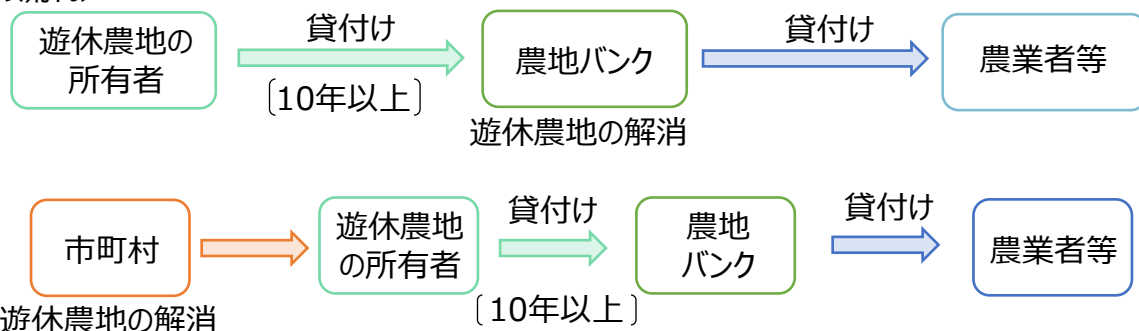 貸付け
貸付け
遊休農地の
所有者
農地バンク
農業者等
〔10年以上〕
遊休農地の解消
貸付け
貸付け
市町村
遊休農地
の所有者
農地
バンク
農業者等
遊休農地の解消
〔10年以上〕